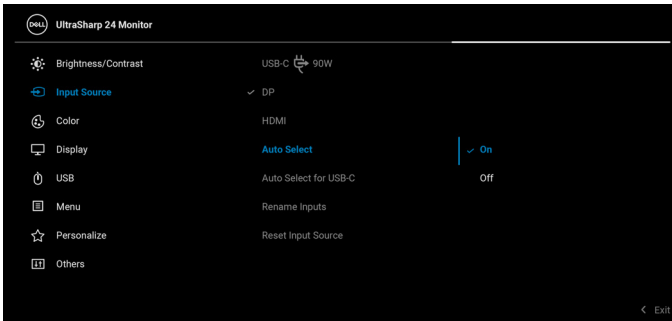 DELL UltraSharp 24 Monitor
Brightness/Contrast USB-C 90W
Input Source DP
Color HDMI
Display Auto Select On
USB Auto Select for USB-C Off
Menu Rename Inputs
Personalize Reset Input Source
Others
Exit